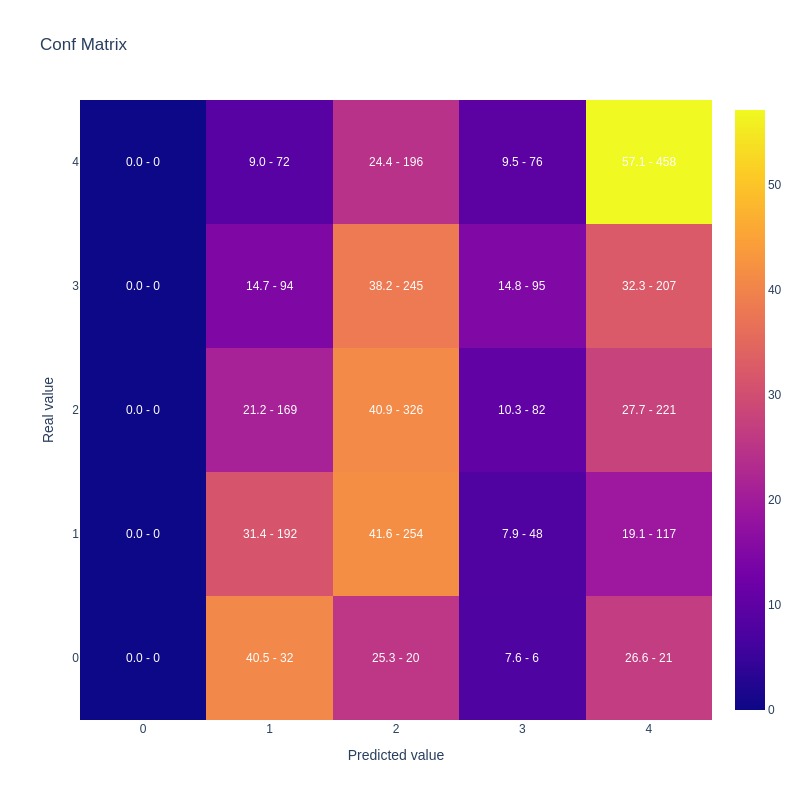 Conf Matrix
4 0.0 - 0 9.0 - 72 24.4 - 196 9.5 - 76 57.1 - 458
50
3 0.0 - 0 14.7 - 94 38.2 - 245 14.8 - 95 32.3 - 207
40
Real value
2 0.0 - 0 21.2 - 169 40.9 - 326 10.3 - 82 27.7 - 221
30
20
1 0.0 - 0 31.4 - 192 41.6 - 254 7.9 - 48 19.1 - 117
10
0 0.0 - 0 40.5 - 32 25.3 - 20 7.6 - 6 26.6 - 21
0
0 1 2 3 4
Predicted value